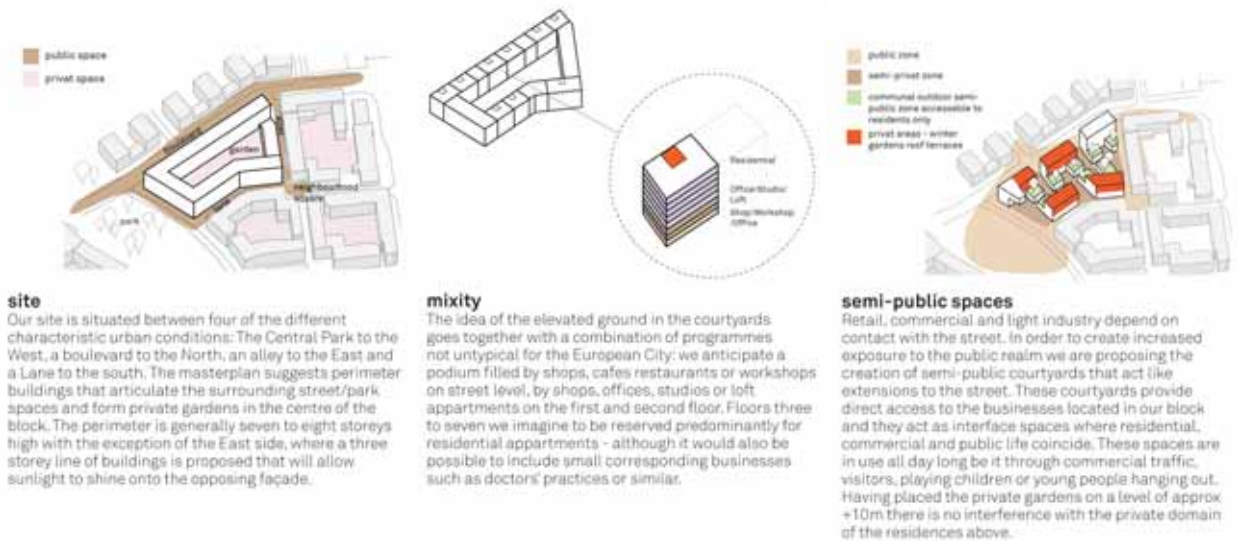 public space
privat space
boulevard
garden
neighbourhood
square
park
lane
site
Our site is situated between four of the different
characteristic urban conditions: The Central Park to the
West, a boulevard to the North, an alley to the East and
a Lane to the south. The masterplan suggests perimeter
buildings that articulate the surrounding street/park
spaces and form private gardens in the centre of the
block. The perimeter is generally seven to eight storeys
high with the exception of the East side, where a three
storey line of buildings is proposed that will allow
sunlight to shine onto the opposing façade.
Residential
Office/Studio/
Loft
Shop/Workshop
/Office
mixity
The idea of the elevated ground in the courtyards
goes together with a combination of programmes
not untypical for the European City: we anticipate a
podium filled by shops, cafes restaurants or workshops
on street level, by shops, offices, studios or loft
appartments on the first and second floor. Floors three
to seven we imagine to be reserved predominantly for
residential appartments - although it would also be
possible to include small corresponding businesses
such as doctors' practices or similar.
public zone
semi-privat zone
communal outdoor semi-
public zone accessable to
residents only
privat areas - winter
gardens roof terraces
semi-public spaces
Retail, commercial and light industry depend on
contact with the street. In order to create increased
exposure to the public realm we are proposing the
creation of semi-public courtyards that act like
extensions to the street. These courtyards provide
direct access to the businesses located in our block
and they act as interface spaces where residential,
commercial and public life coincide. These spaces are
in use all day long be it through commercial traffic,
visitors, playing children or young people hanging out.
Having placed the private gardens on a level of approx
+10m there is no interference with the private domain
of the residences above.